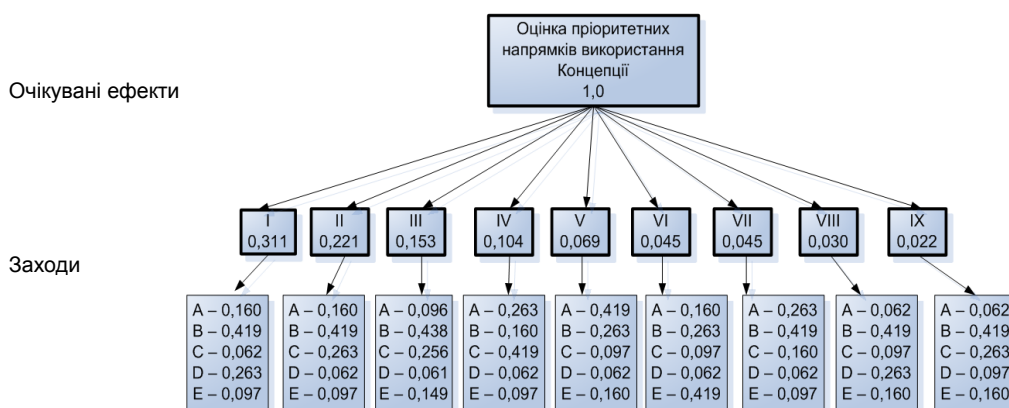 Оцінка пріоритетних
напрямків використання
Концепції
1,0
Очікувані ефекти
I
0,311
II
0,221
III
0,153
IV
0,104
V
0,069
VI
0,045
VII
0,045
VIII
0,030
IX
0,022
Заходи
A – 0,160
B – 0,419
C – 0,062
D – 0,263
E – 0,097
A – 0,160
B – 0,419
C – 0,263
D – 0,062
E – 0,097
A – 0,096
B – 0,438
C – 0,256
D – 0,061
E – 0,149
A – 0,263
B – 0,160
C – 0,419
D – 0,062
E – 0,097
A – 0,419
B – 0,263
C – 0,097
D – 0,062
E – 0,160
A – 0,160
B – 0,263
C – 0,097
D – 0,062
E – 0,419
A – 0,263
B – 0,419
C – 0,160
D – 0,062
E – 0,097
A – 0,062
B – 0,419
C – 0,097
D – 0,263
E – 0,160
A – 0,062
B – 0,419
C – 0,263
D – 0,097
E – 0,160